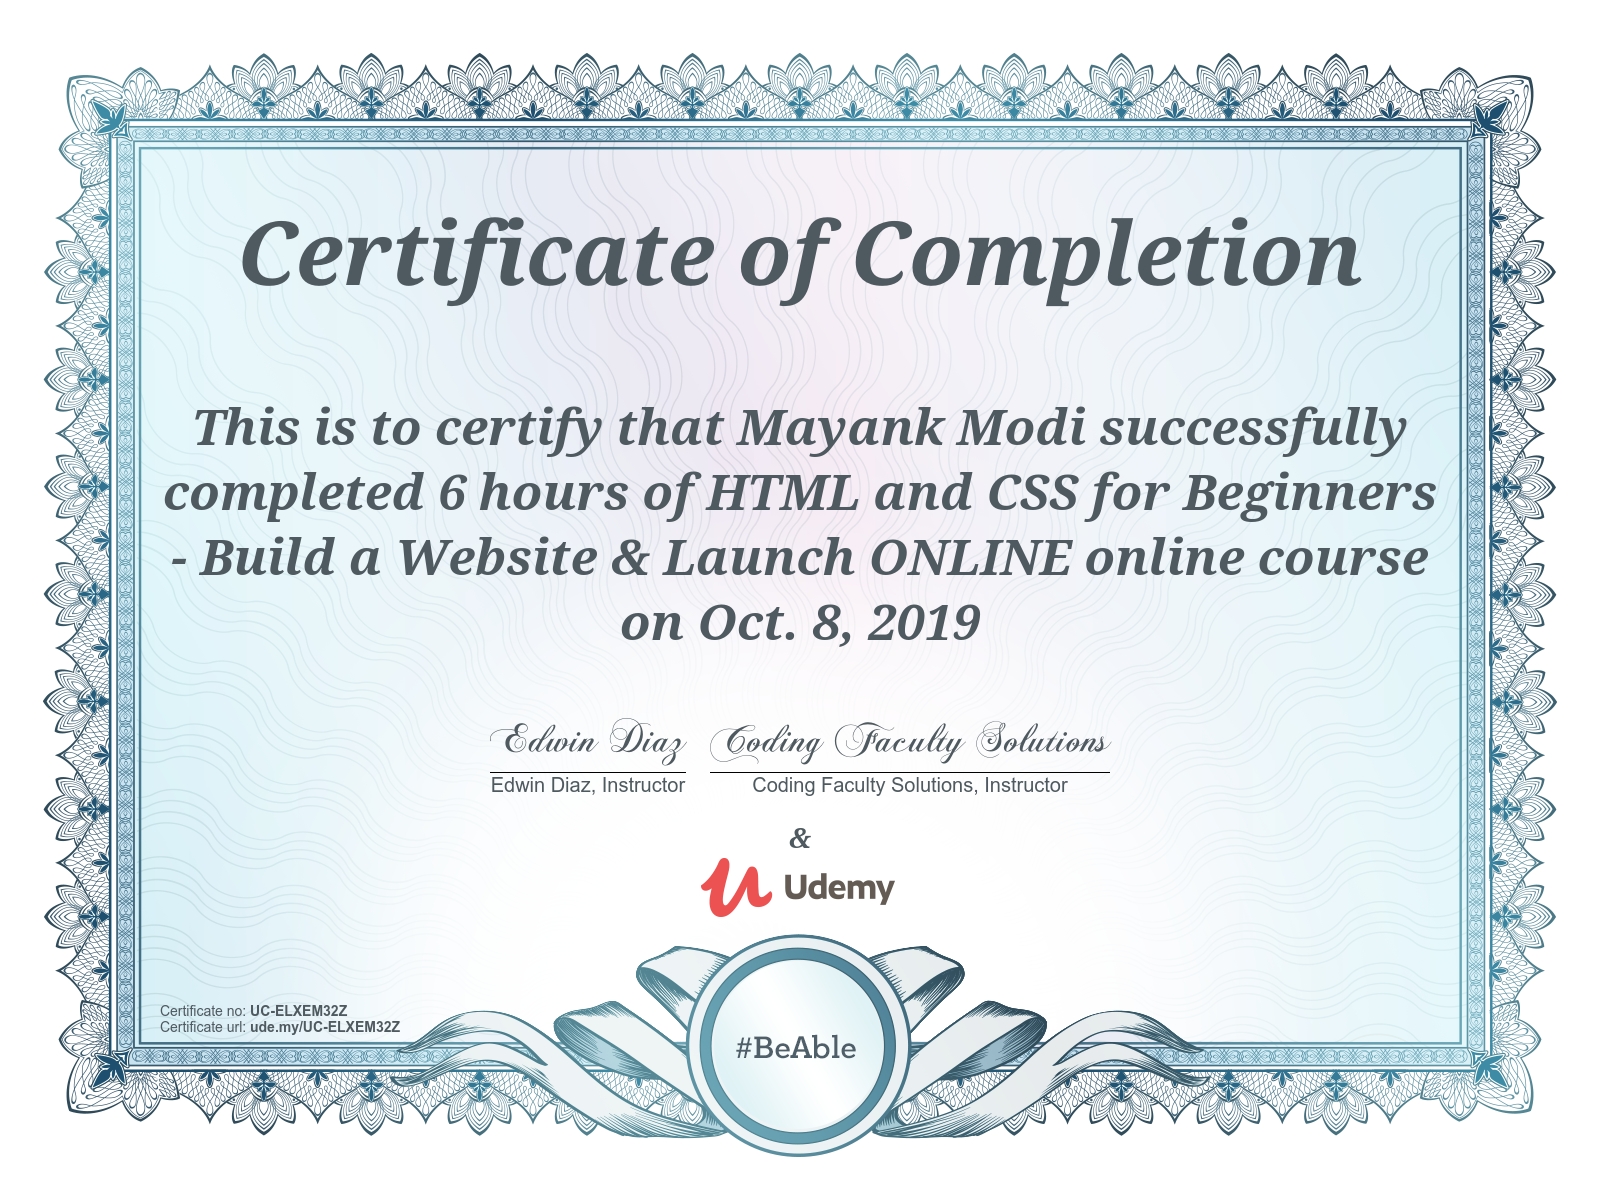 Certificate of Completion
This is to certify that Mayank Modi successfully
completed 6 hours of HTML and CSS for Beginners
- Build a Website & Launch ONLINE online course
on Oct. 8, 2019
Edwin Diaz
Coding Faculty Solutions
Edwin Diaz, Instructor
Coding Faculty Solutions, Instructor
&
Udemy
Certificate no: UC-ELXEM32Z
Certificate url: ude.my/UC-ELXEM32Z
#BeAble